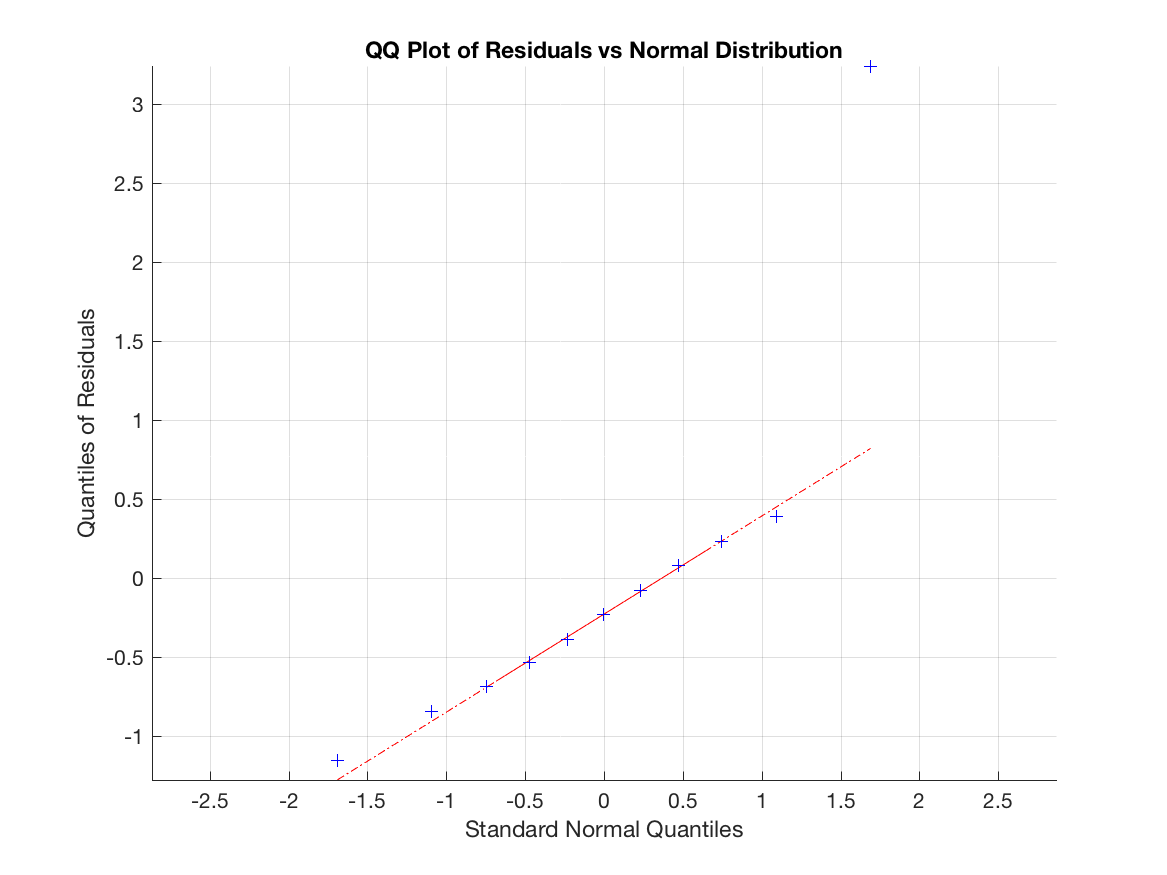 QQ Plot of Residuals vs Normal Distribution
3
2.5
2
1.5
1
0.5
0
-0.5
-1
Quantiles of Residuals
-2.5 -2 -1.5 -1 -0.5 0 0.5 1 1.5 2 2.5
Standard Normal Quantiles